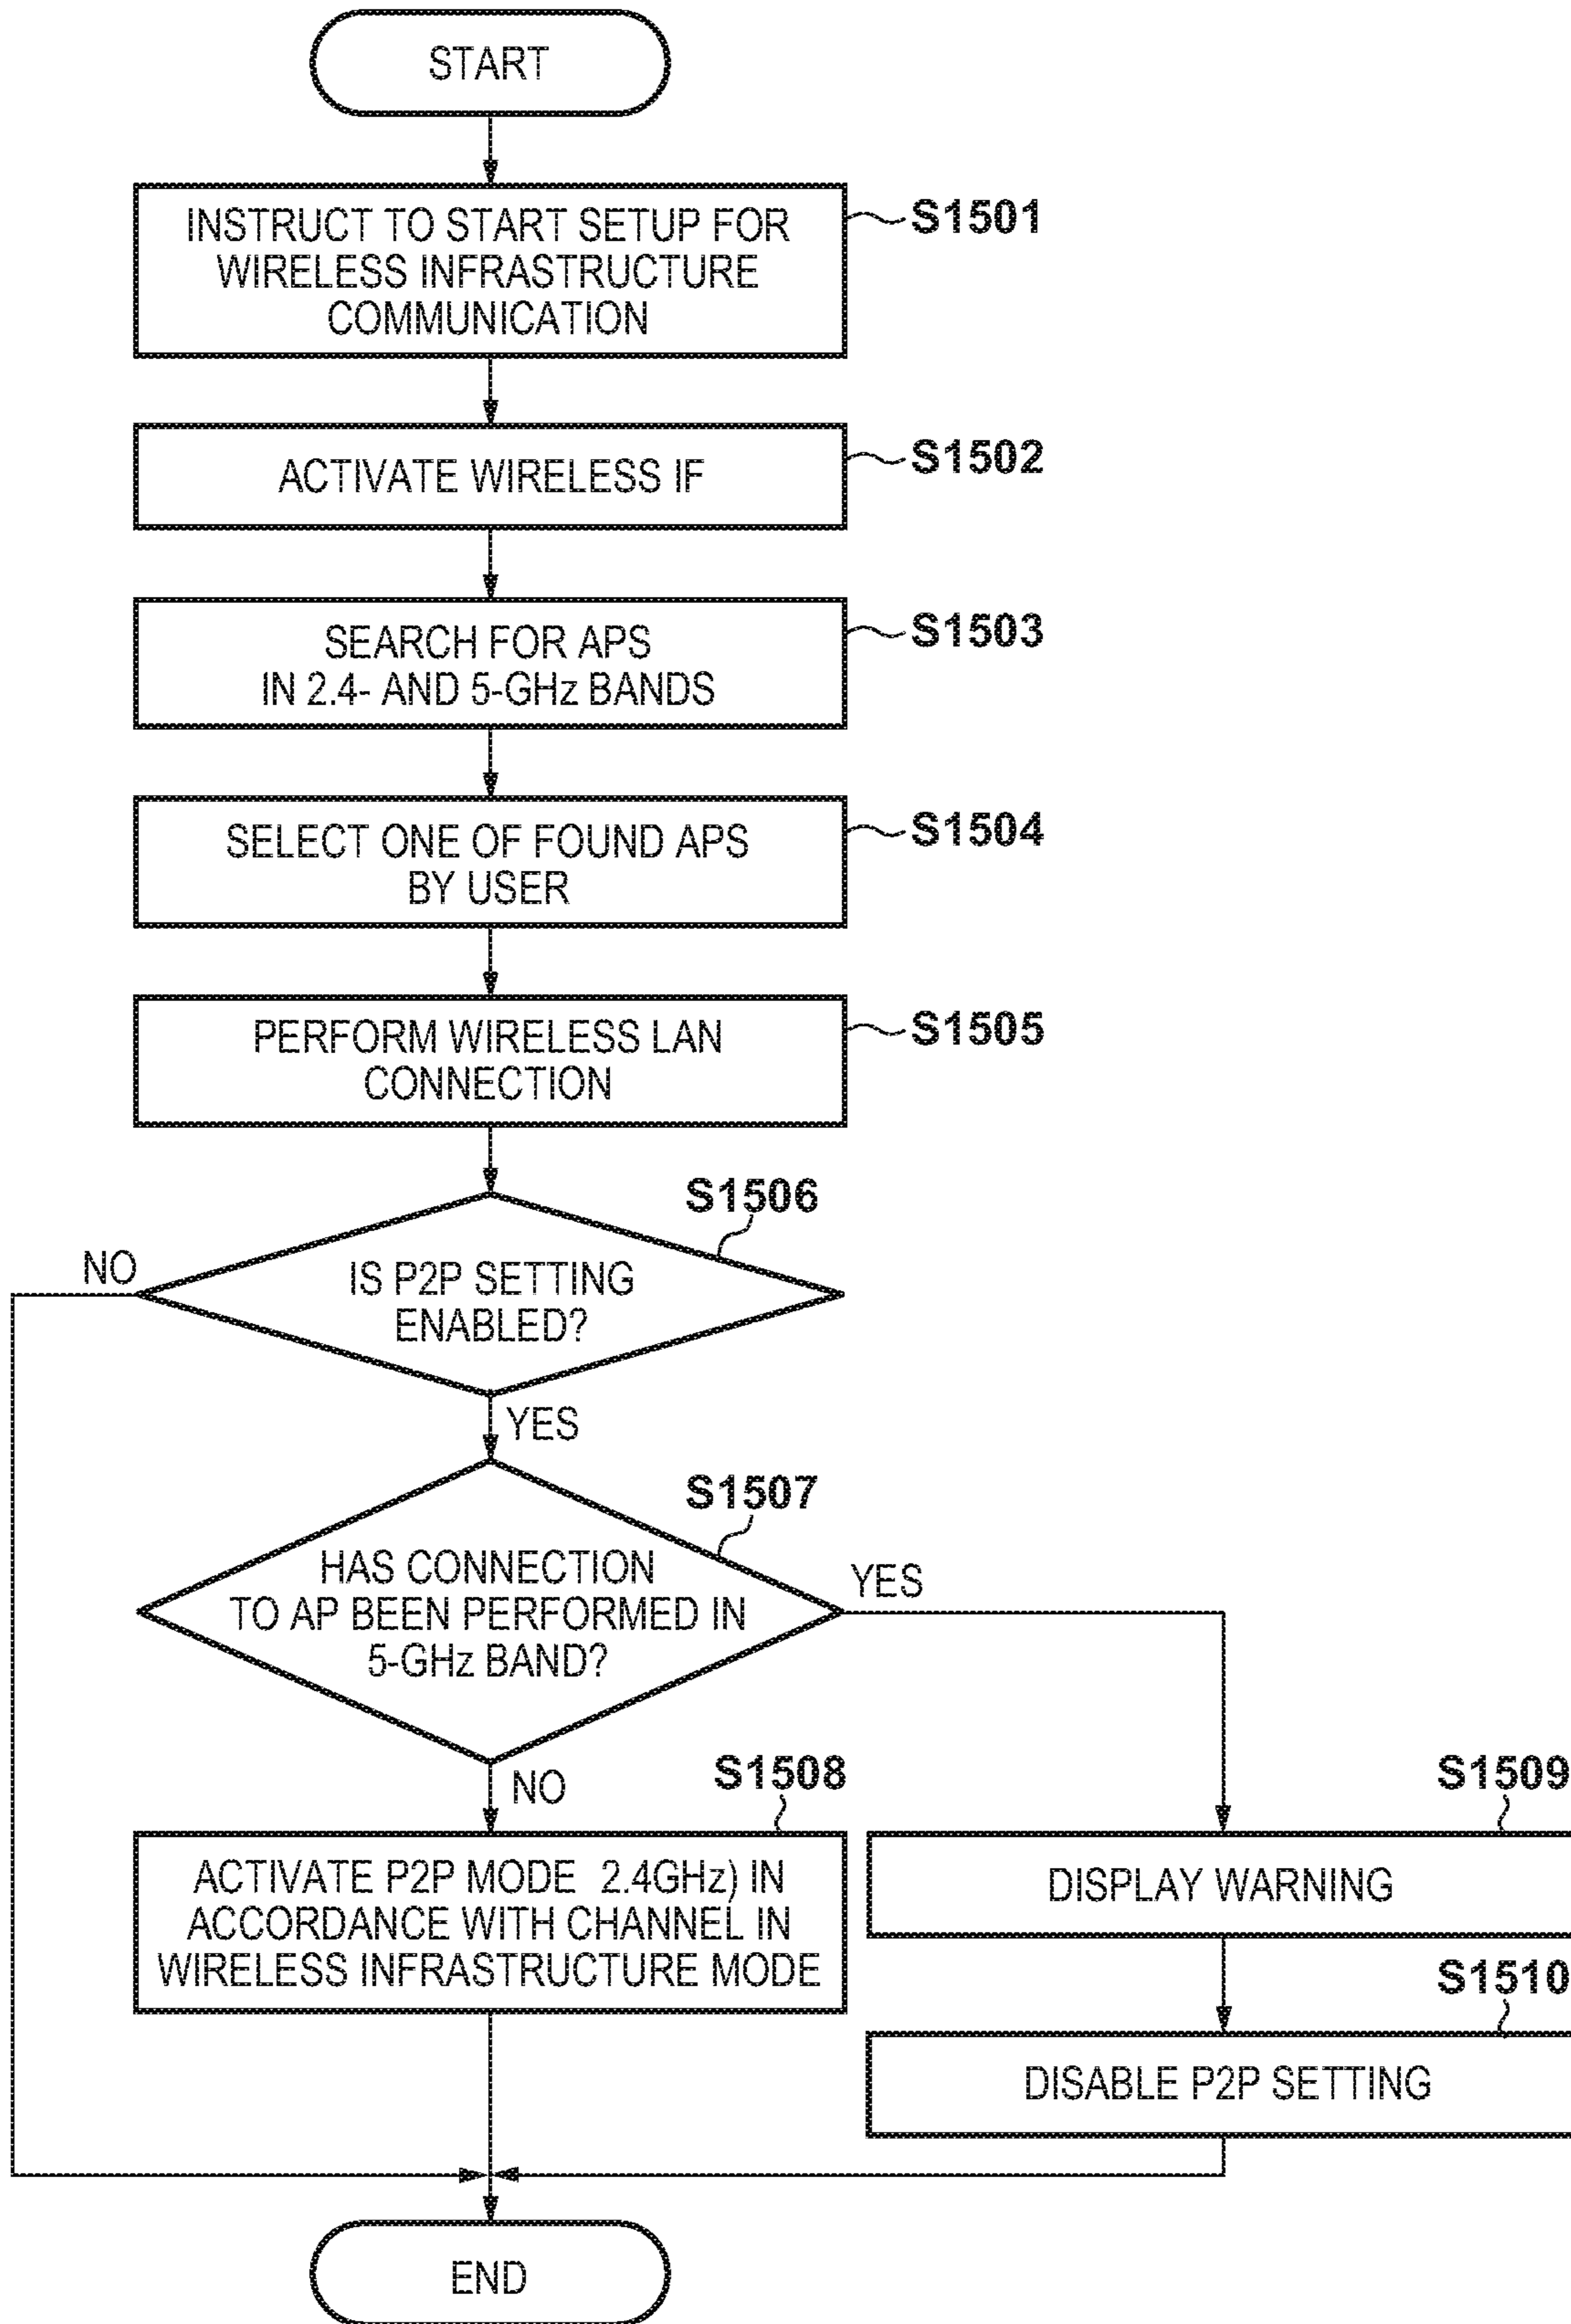 START
INSTRUCT TO START SETUP FOR
WIRELESS INFRASTRUCTURE
COMMUNICATION
S1501
ACTIVATE WIRELESS IF
S1502
SEARCH FOR APS
IN 2.4- AND 5-GHz BANDS
S1503
SELECT ONE OF FOUND APS
BY USER
S1504
PERFORM WIRELESS LAN
CONNECTION
S1505
S1506
NO
IS P2P SETTING
ENABLED?
YES
S1507
HAS CONNECTION
TO AP BEEN PERFORMED IN
5-GHz BAND?
YES
NO
S1508
ACTIVATE P2P MODE 2.4GHz) IN
ACCORDANCE WITH CHANNEL IN
WIRELESS INFRASTRUCTURE MODE
S1509
DISPLAY WARNING
S1510
DISABLE P2P SETTING
END